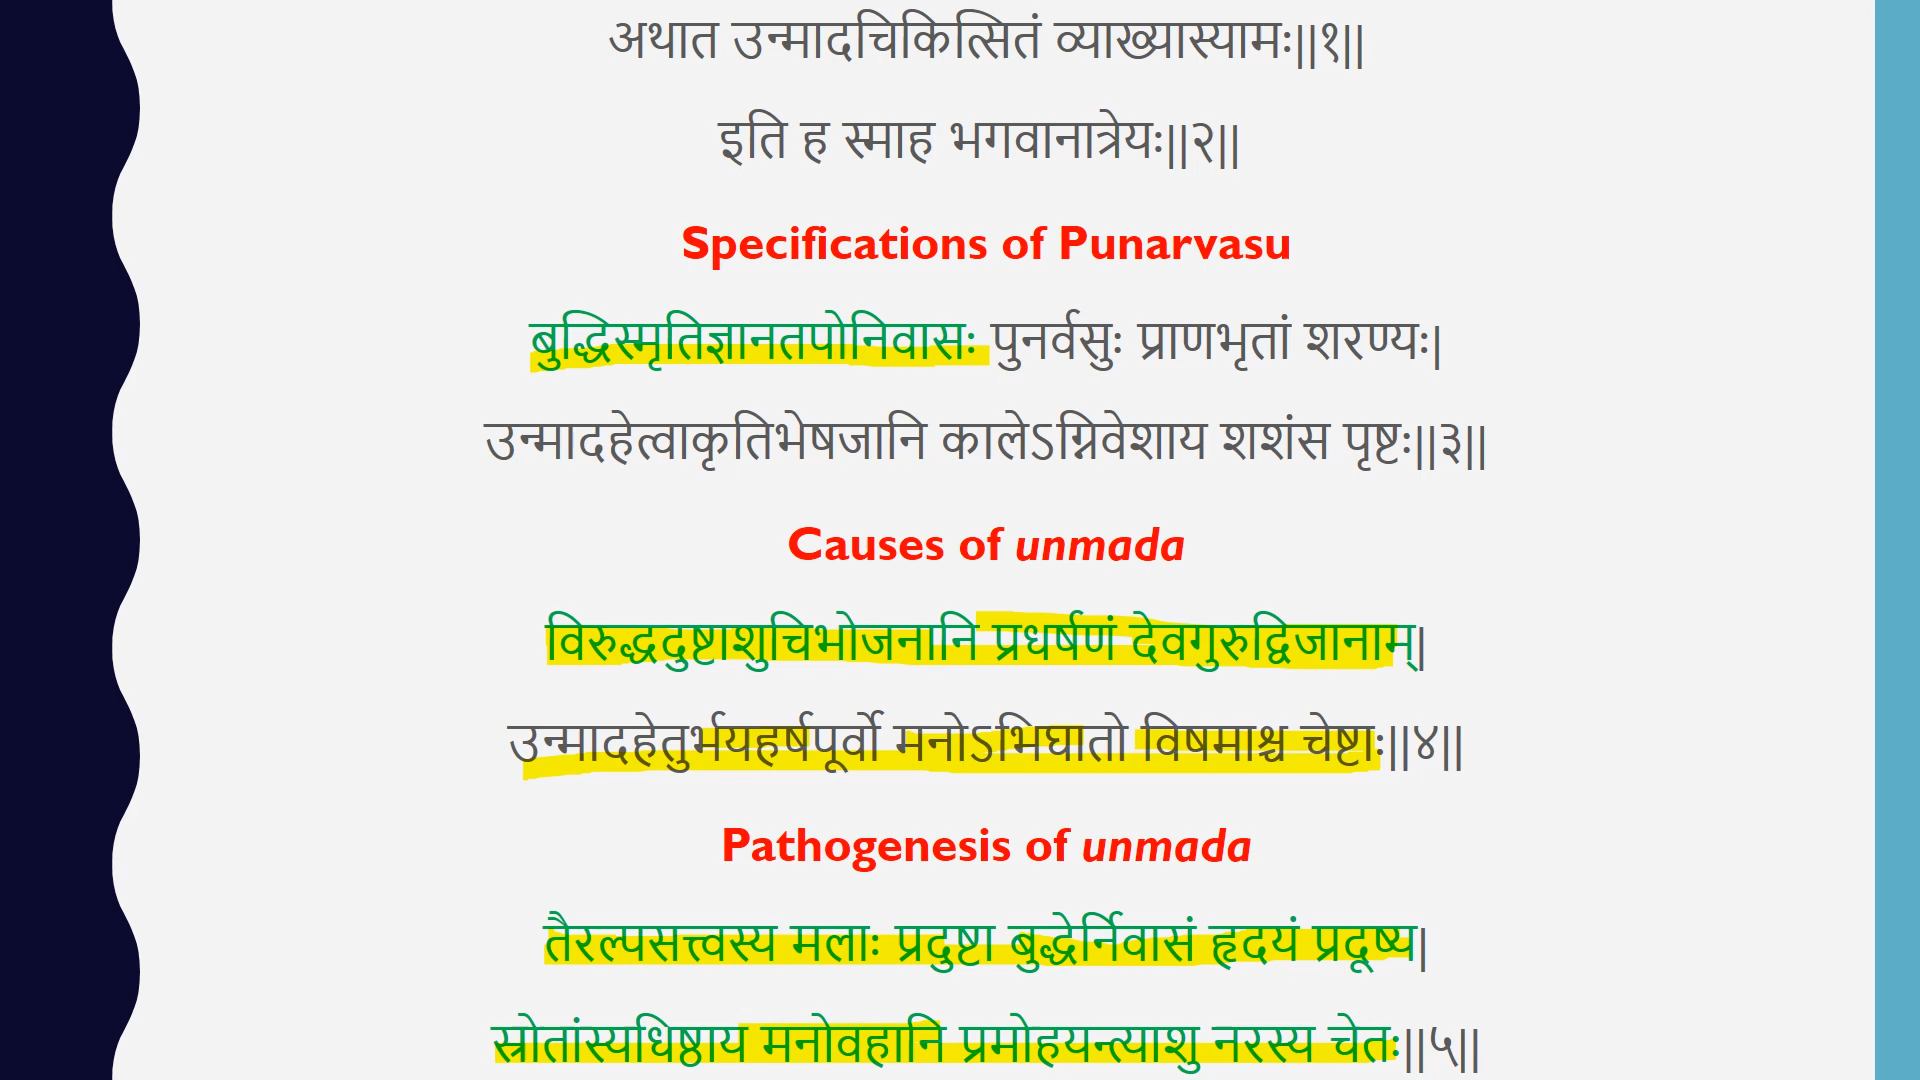 अथात उन्मादचिकित्सितं व्याख्यास्यामः||१||
इति ह स्माह भगवानात्रेयः||२||
Specifications of Punarvasu
बुद्धिस्मृतिज्ञानतपोनिवासः पुनर्वसुः प्राणभृतां शरण्यः|
उन्मादहेत्वाकृतिभेषजानि कालेऽग्निवेशाय शशंस पृष्टः||३||
Causes of unmada
विरुद्धदुष्टाशुचिभोजनानि प्रधर्षणं देवगुरुद्विजानाम्|
उन्मादहेतुर्भयहर्षपूर्वो मनोऽभिघातो विषमाश्च चेष्टाः||४||
Pathogenesis of unmada
तैरल्पसत्त्वस्य मलाः प्रदुष्टा बुद्धेर्निवासं हृदयं प्रदूष्य|
स्रोतांस्यधिष्ठाय मनोवहानि प्रमोहयन्त्याशु नरस्य चेतः||५||